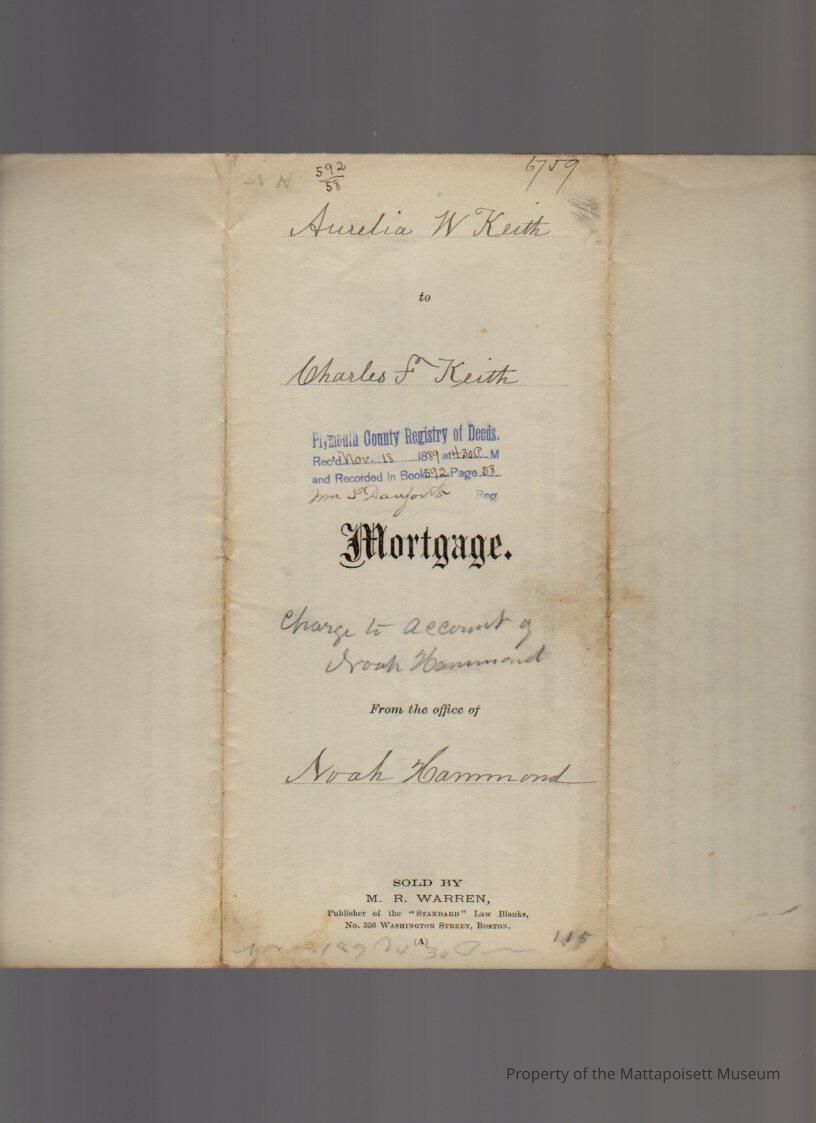 592
58
6759
Aurelia W Keith
to
Charles F Keith
Plymouth County Registry of Deeds.
Rec'd Nov. 18 1889 at 4 30 P. M
and Recorded in Book 592 Page 58
Wm S Danforth Reg.
Mortgage.
Charge to account of
Noah Hammond
From the office of
Noah Hammond
SOLD BY
M. R. WARREN,
Publisher of the "STANDARD" Law Blanks,
No. 336 WASHINGTON STREET, BOSTON.
(A)
115
Property of the Mattapoisett Museum